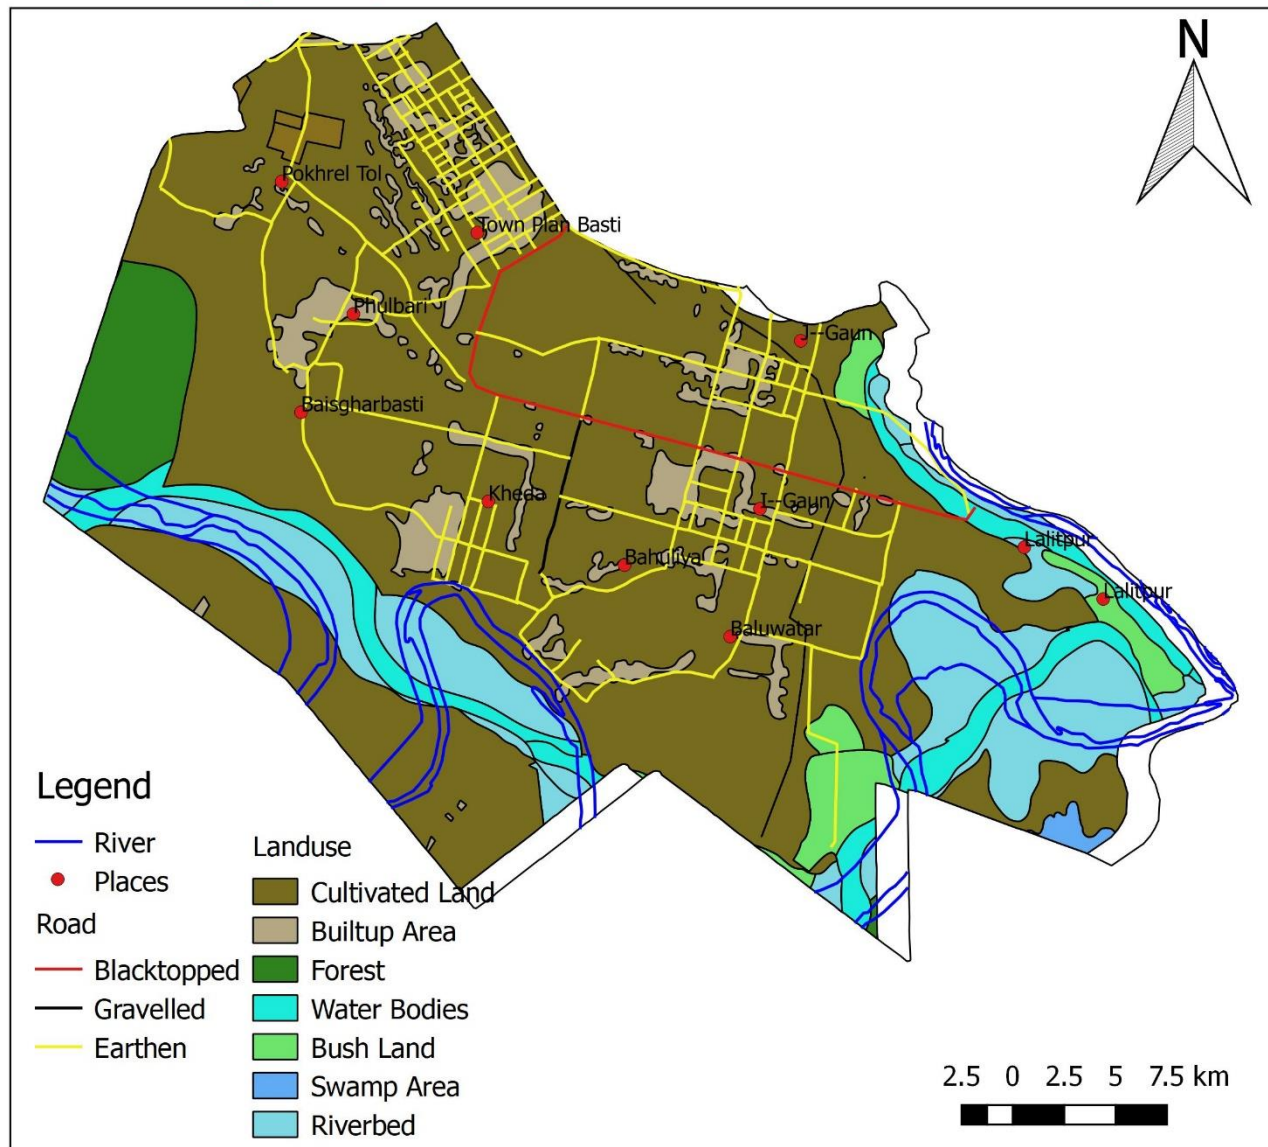 N
Pokhrel Tol
Town Plan Basti
Phulbari
J--Gaun
Baisgharbasti
Kheda
I--Gaun
Bahuliya
Lalitpur
Lalitpur
Baluwatar
Legend
River
Places
Road
Blacktopped
Gravelled
Earthen
Landuse
Cultivated Land
Builtup Area
Forest
Water Bodies
Bush Land
Swamp Area
Riverbed
2.5 0 2.5 5 7.5 km